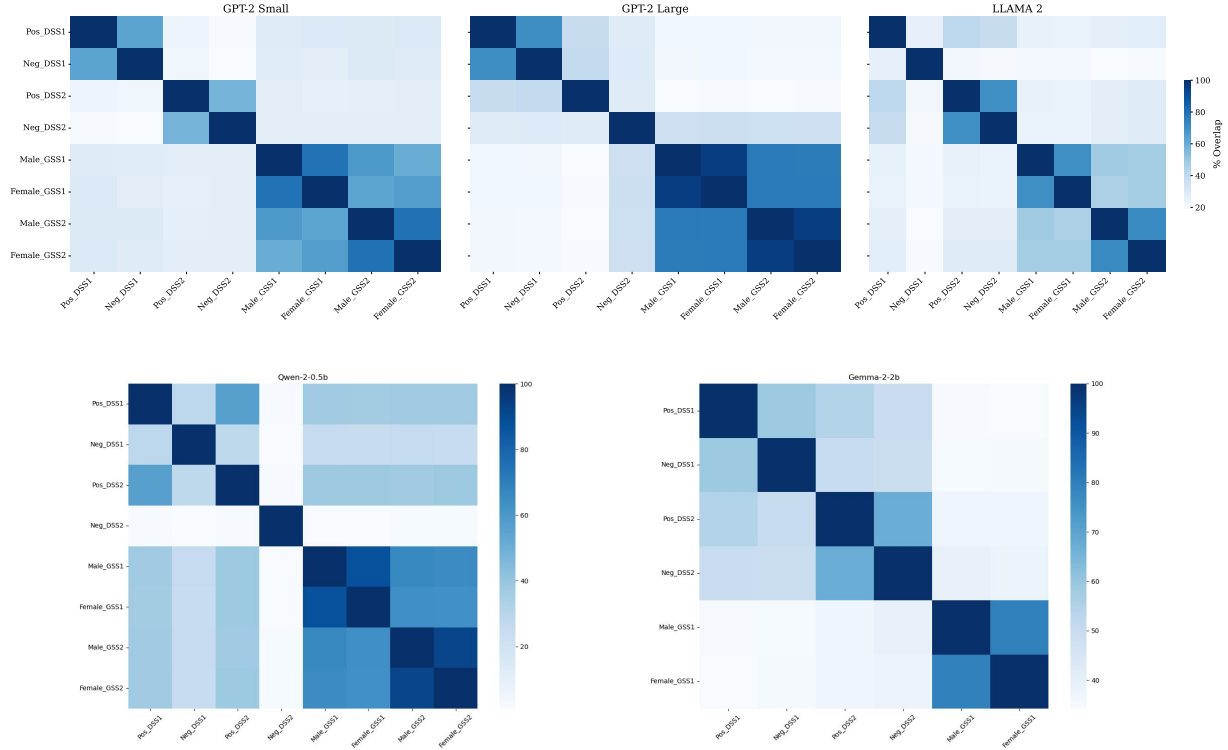 GPT-2 Small
GPT-2 Large
LLAMA 2
Pos_DSS1
Neg_DSS1
Pos_DSS2
Neg_DSS2
Male_GSS1
Female_GSS1
Male_GSS2
Female_GSS2
Pos_DSS1
Neg_DSS1
Pos_DSS2
Neg_DSS2
Male_GSS1
Female_GSS1
Male_GSS2
Female_GSS2
Pos_DSS1
Neg_DSS1
Pos_DSS2
Neg_DSS2
Male_GSS1
Female_GSS1
Male_GSS2
Female_GSS2
Pos_DSS1
Neg_DSS1
Pos_DSS2
Neg_DSS2
Male_GSS1
Female_GSS1
Male_GSS2
Female_GSS2
100
80
60
40
20
% Overlap
Qwen-2-0.5b
Pos_DSS1
Neg_DSS1
Pos_DSS2
Neg_DSS2
Male_GSS1
Female_GSS1
Male_GSS2
Female_GSS2
Pos_DSS1
Neg_DSS1
Pos_DSS2
Neg_DSS2
Male_GSS1
Female_GSS1
Male_GSS2
Female_GSS2
100
80
60
40
20
Gemma-2-2b
Pos_DSS1
Neg_DSS1
Pos_DSS2
Neg_DSS2
Male_GSS1
Female_GSS1
Pos_DSS1
Neg_DSS1
Pos_DSS2
Neg_DSS2
Male_GSS1
Female_GSS1
100
90
80
70
60
50
40